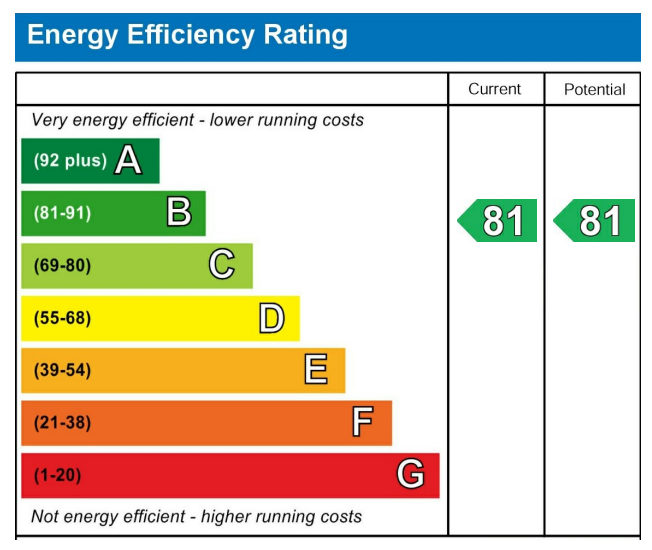 Energy Efficiency Rating
Current Potential
Very energy efficient - lower running costs
(92 plus) A
(81-91) B 81 81
(69-80) C
(55-68) D
(39-54) E
(21-38) F
(1-20) G
Not energy efficient - higher running costs